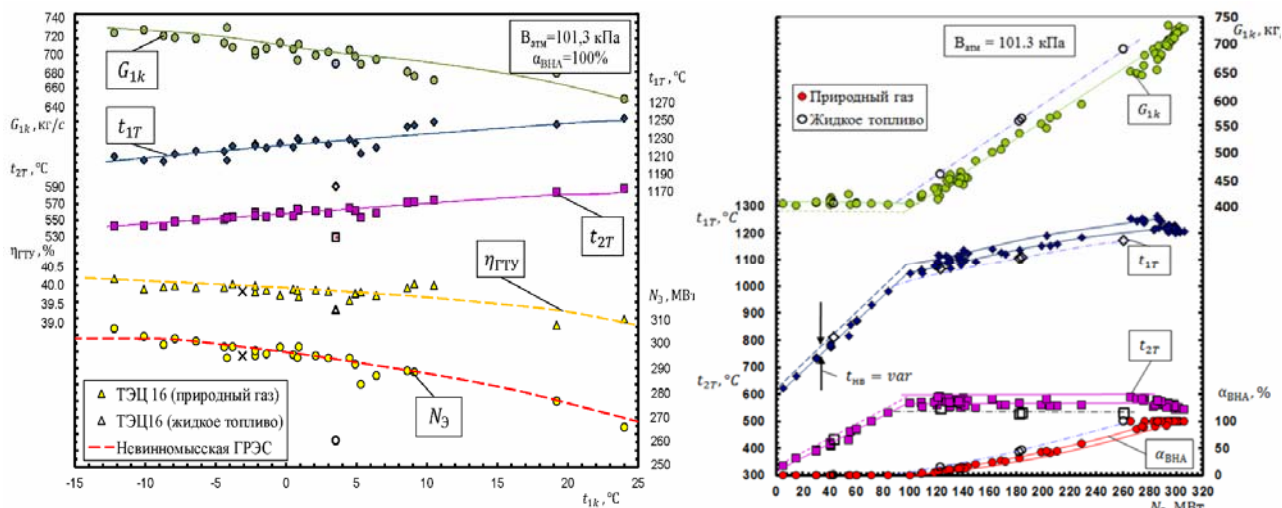 740
720
700
680
660
640
G₁ₖ, кг/с
t₂T, °C
590
570
550
530
ηГТУ, %
40.5
40.0
39.5
39.0
Bатм=101,3 кПа
αВНА=100%
G₁ₖ
t₁T
t₂T
ηГТУ
Nэ
t₁T, °C
1270
1250
1230
1210
1190
1170
Nэ, МВт
310
300
290
280
270
260
250
ТЭЦ 16 (природный газ)
ТЭЦ16 (жидкое топливо)
Невинномысская ГРЭС
-15 -10 -5 0 5 10 15 20 25
t₁ₖ, °C
Bатм = 101.3 кПа
Природный газ
Жидкое топливо
G₁ₖ
t₁T
t₂T
αВНА
tнв = var
750
G₁ₖ, кг/с
700
650
600
550
500
450
400
t₁T, °C
1300
1200
1100
1000
900
800
700
t₂T, °C
600
500
400
300
αВНА, %
100
50
0
0 20 40 60 80 100 120 140 160 180 200 220 240 260 280 300 320
МВт